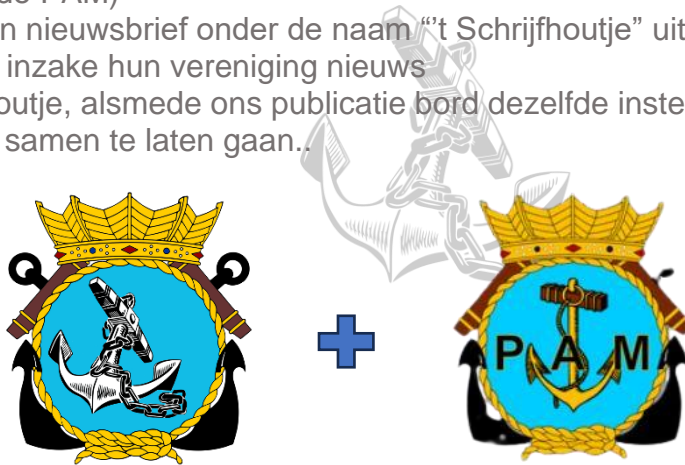 de PAM)
n nieuwsbrief onder de naam “’t Schrijfhoutje” uit
inzake hun vereniging nieuws
outje, alsmede ons publicatie bord dezelfde inste
samen te laten gaan..
P A M